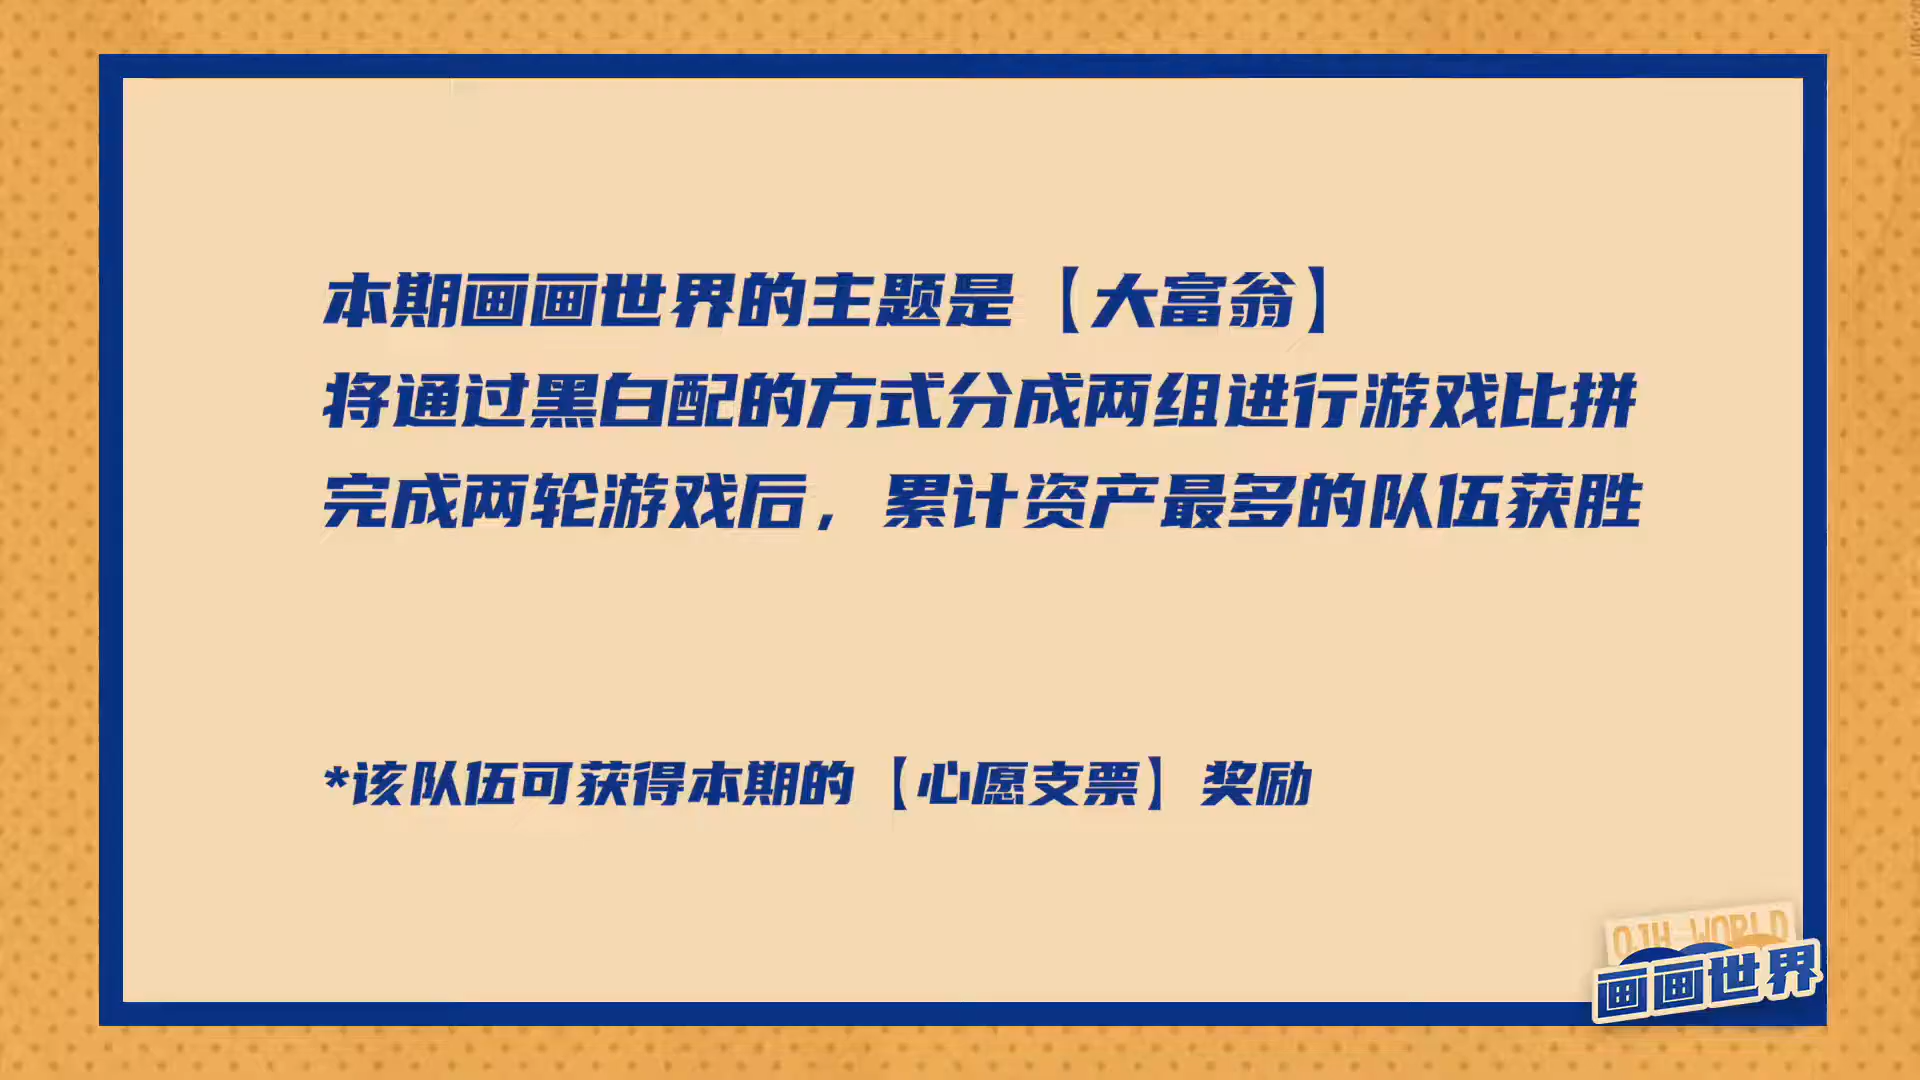 本期画画世界的主题是【大富翁】
将通过黑白配的方式分成两组进行游戏比拼
完成两轮游戏后，累计资产最多的队伍获胜
*该队伍可获得本期的【心愿支票】奖励
QJH WORLD
画画世界